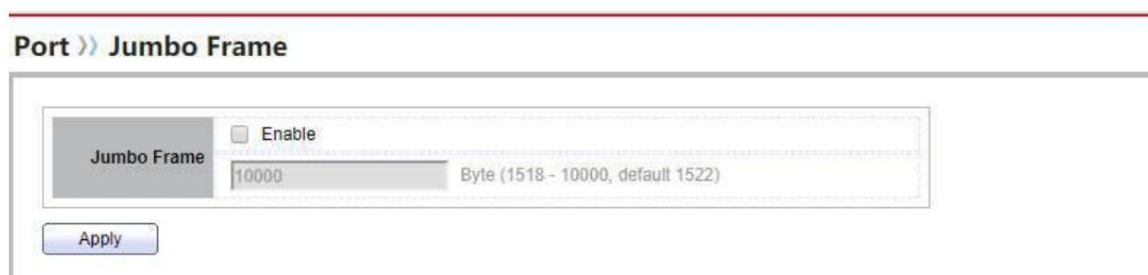 Port » Jumbo Frame
Enable
Jumbo Frame
10000 Byte (1518 - 10000, default 1522)
Apply